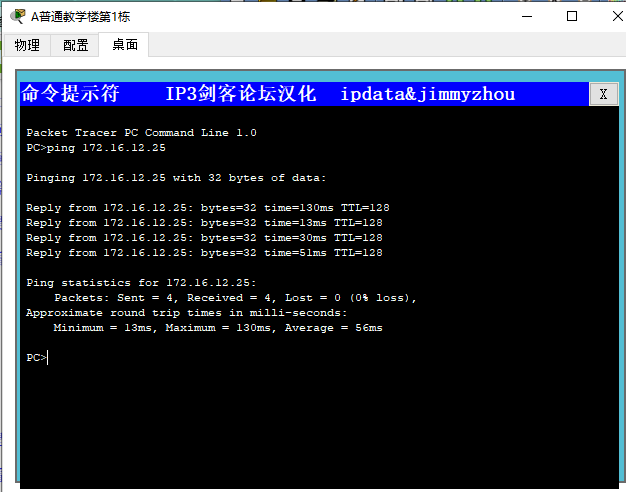 A普通教学楼第1栋
物理 配置 桌面
命令提示符 IP3剑客论坛汉化 ipdata&jimmyzhou X
Packet Tracer PC Command Line 1.0
PC>ping 172.16.12.25
Pinging 172.16.12.25 with 32 bytes of data:
Reply from 172.16.12.25: bytes=32 time=130ms TTL=128
Reply from 172.16.12.25: bytes=32 time=13ms TTL=128
Reply from 172.16.12.25: bytes=32 time=30ms TTL=128
Reply from 172.16.12.25: bytes=32 time=51ms TTL=128
Ping statistics for 172.16.12.25:
Packets: Sent = 4, Received = 4, Lost = 0 (0% loss),
Approximate round trip times in milli-seconds:
Minimum = 13ms, Maximum = 130ms, Average = 56ms
PC>